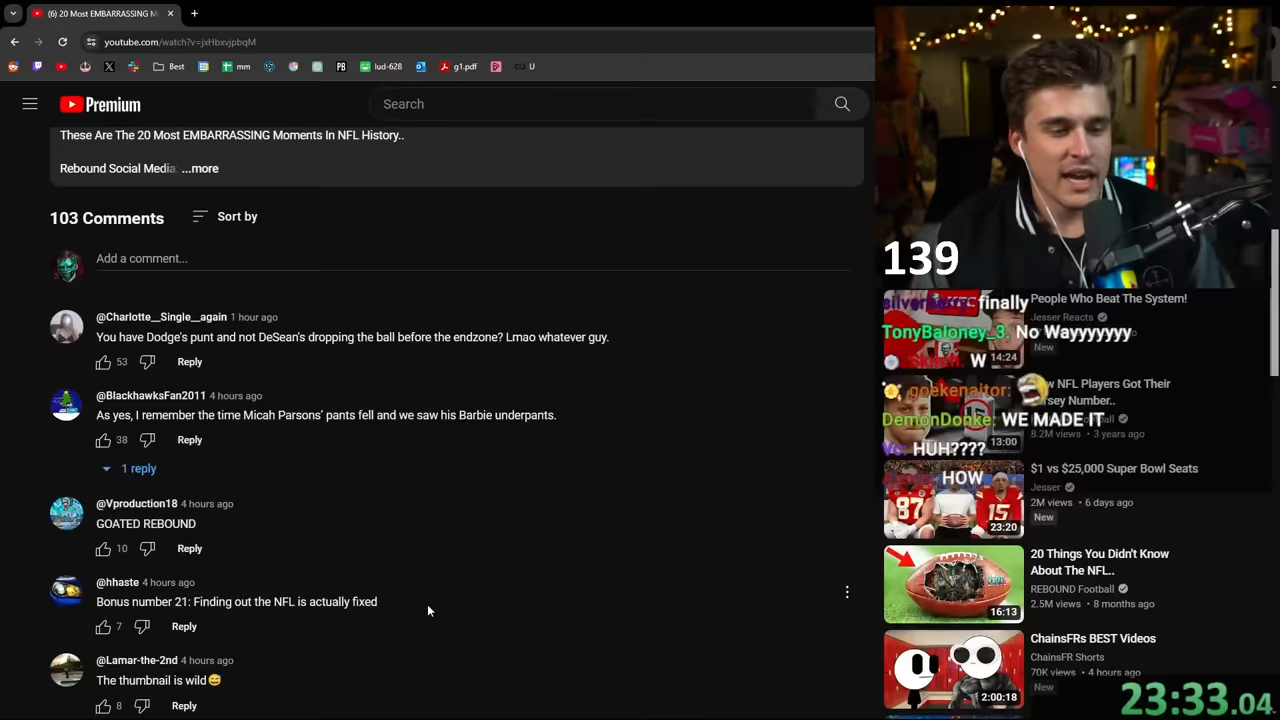 (6) 20 Most EMBARRASSING M
youtube.com/watch?v=jxHbxvjpbqM
Best
mm
PB
iud-628
g1.pdf
U
Premium
Search
These Are The 20 Most EMBARRASSING Moments In NFL History..
Rebound Social Media: ...more
103 Comments
Sort by
Add a comment...
@Charlotte__Single__again 1 hour ago
You have Dodge's truth and not Desean Jacksons dropping the ball before the endzone? Lmao whatever guy.
53
Reply
@BlackhawksFan2011 4 hours ago
As yes, I remember the time Micah Parsons' pants fell and we saw his Barbie underpants.
38
Reply
1 reply
@Vproduction18 4 hours ago
GOATED REBOUND
10
Reply
@hhaste 4 hours ago
Bonus number 21: Finding out the NFL is actually rixed
7
Reply
@Lamar-the-2nd 4 hours ago
The thumbnail is wild😅
8
Reply
139
finally
TonyBaloney_3: No Wayyyyyyy
W
goekenaitor:
DemonDonke: WE MADE IT
HUH????
HOW
People Who Beat The System!
Jesser Reacts
New
14:24
NFL Players Got Their
Jersey Number..
8.2M views • 3 years ago
13:00
$1 vs $25,000 Super Bowl Seats
Jesser
2M views • 6 days ago
New
87
15
23:20
20 Things You Didn't Know
About The NFL..
REBOUND Football
2.5M views • 8 months ago
16:13
ChainsFRs BEST Videos
ChainsFR Shorts
70K views • 4 hours ago
New
2:00:18
23:33.04